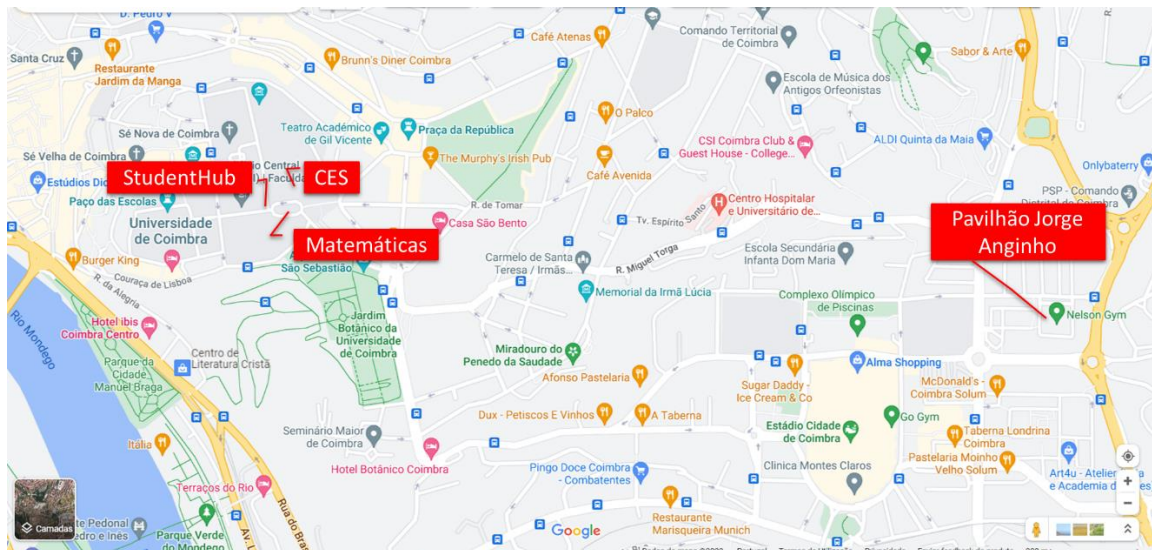 D. Pedro V
Santa Cruz
Restaurante
Jardim da Manga
Brunn's Diner Coimbra
Café Atenas
Comando Territorial
de Coimbra
Sabor & Arte
Escola de Música dos
Antigos Orfeonistas
O Palco
Sé Nova de Coimbra
Teatro Académico
de Gil Vicente
Praça da República
CSI Coimbra Club &
Guest House - College...
ALDI Quinta da Maia
Sé Velha de Coimbra
The Murphy's Irish Pub
Café Avenida
Onlybaterry
StudentHub
CES
Paço das Escolas
R. de Tomar
Tv. Espírito Santo
Centro Hospitalar
e Universitário de...
PSP - Comando
Pavilhão Jorge
Anginho
Universidade
de Coimbra
Casa São Bento
Matemáticas
São Sebastião
Carmelo de Santa
Teresa / Irmãs...
R. Miguel Torga
Escola Secundária
Infanta Dom Maria
Burger King
Couraça de Lisboa
R. da Alegria
Memorial da Irmã Lúcia
Complexo Olímpico
de Piscinas
Nelson Gym
Rio Mondego
Hotel ibis
Coimbra Centro
Jardim
Botânico da
Universidade
de Coimbra
Centro de
Literatura Cristã
Parque da
Cidade
Manuel Braga
Miradouro do
Penedo da Saudade
Alma Shopping
Afonso Pastelaria
Sugar Daddy -
Ice Cream & Co
McDonald's -
Coimbra Solum
Dux - Petiscos E Vinhos
A Taberna
Go Gym
Itália
Seminário Maior
de Coimbra
Estádio Cidade
de Coimbra
Taberna Londrina
Coimbra
Hotel Botânico Coimbra
Pingo Doce Coimbra
- Combatentes
Clinica Montes Claros
Pastelaria Moinho
Velho Solum
Art4u - Atelier
e Academia de
Terraços do Rio
Camadas
Parque Verde
do Mondego
Google
Restaurante
Marisqueira Munich